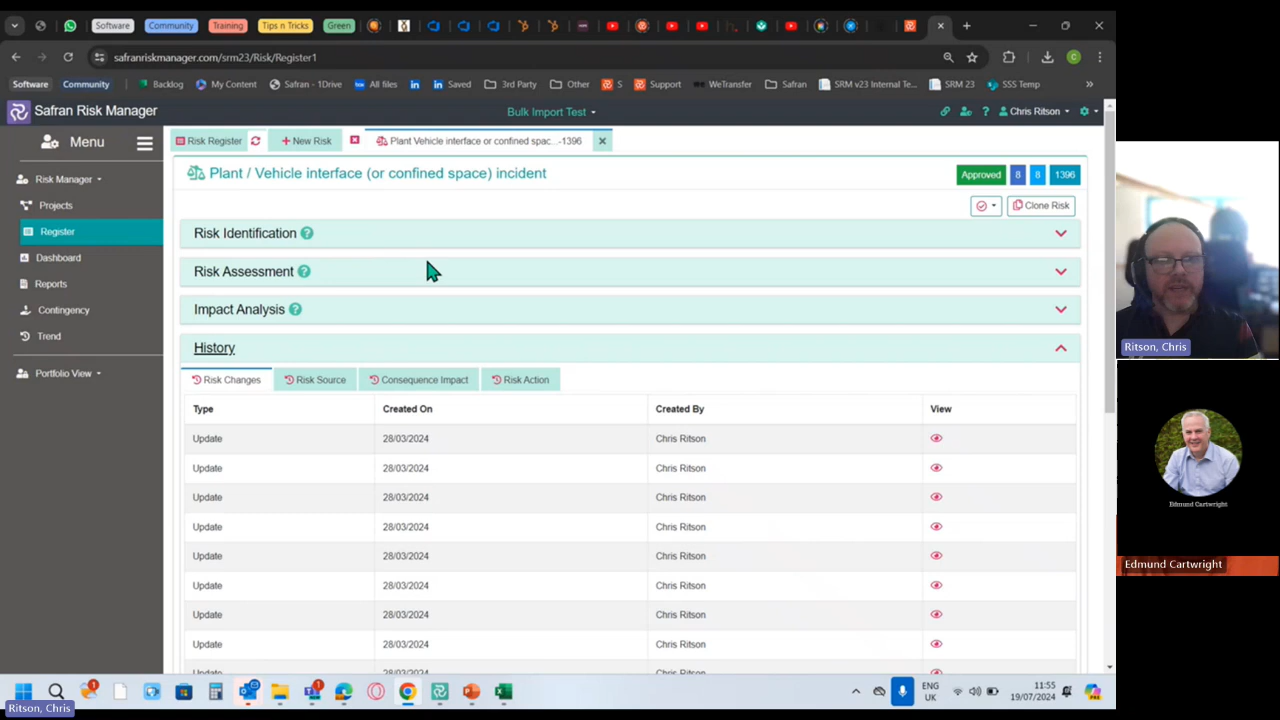 Software
Community
Training
Tips n Tricks
Green
safranriskmanager.com/srm23/Risk/Register1
Software
Community
Backlog
My Content
Safran - 1Drive
All files
Saved
3rd Party
Other
S
Support
WeTransfer
Safran
SRM v23 Internal Te...
SRM 23
SSS Temp
Safran Risk Manager
Bulk Import Test
Chris Ritson
Menu
Risk Register
New Risk
Plant Vehicle interface or confined spac...-1396
Risk Manager
Projects
Register
Dashboard
Reports
Contingency
Trend
Portfolio View
Plant / Vehicle interface (or confined space) incident
Approved
8
8
1396
Clone Risk
Risk Identification
Risk Assessment
Impact Analysis
History
Risk Changes
Risk Source
Consequence Impact
Risk Action
Type Created On Created By View
Update 28/03/2024 Chris Ritson
Update 28/03/2024 Chris Ritson
Update 28/03/2024 Chris Ritson
Update 28/03/2024 Chris Ritson
Update 28/03/2024 Chris Ritson
Update 28/03/2024 Chris Ritson
Update 28/03/2024 Chris Ritson
Update 28/03/2024 Chris Ritson
Update 28/03/2024 Chris Ritson
Ritson, Chris
Edmund Cartwright
Edmund Cartwright
ENG
UK
11:55
19/07/2024
Ritson, Chris